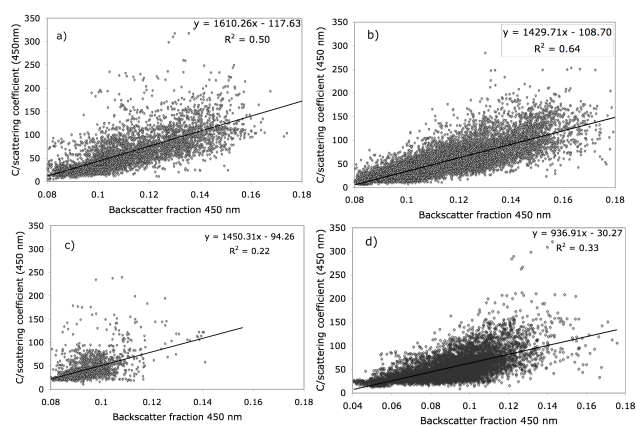 a)
y = 1610.26x - 117.63
R² = 0.50
C/scattering coefficient (450nm)
350
300
250
200
150
100
50
0
0.08 0.1 0.12 0.14 0.16 0.18
Backscatter fraction 450 nm
b)
y = 1429.71x - 108.70
R² = 0.64
C/scattering coefficient (450 nm)
350
300
250
200
150
100
50
0
0.08 0.1 0.12 0.14 0.16 0.18
Backscatter fraction 450 nm
c)
y = 1450.31x - 94.26
R² = 0.22
C/scattering coefficient (450 nm)
350
300
250
200
150
100
50
0
0.08 0.1 0.12 0.14 0.16 0.18
Backscatter fraction 450 nm
d)
y = 936.91x - 30.27
R² = 0.33
C/scattering coefficient (450 nm)
350
300
250
200
150
100
50
0
0.04 0.06 0.08 0.1 0.12 0.14 0.16 0.18
Backscatter fraction 450 nm